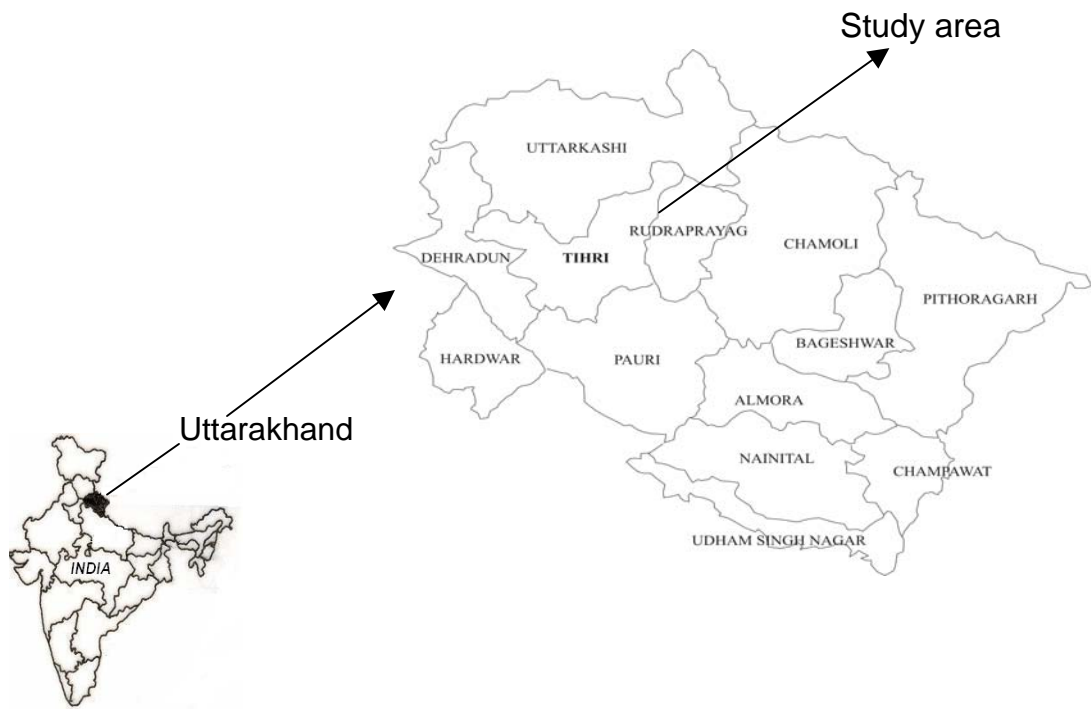 Study area
UTTARKASHI
RUDRAPRAYAG
CHAMOLI
DEHRADUN
TIHRI
PITHORAGARH
BAGESHWAR
HARDWAR
PAURI
ALMORA
Uttarakhand
NAINITAL
CHAMPAWAT
UDHAM SINGH NAGAR
INDIA